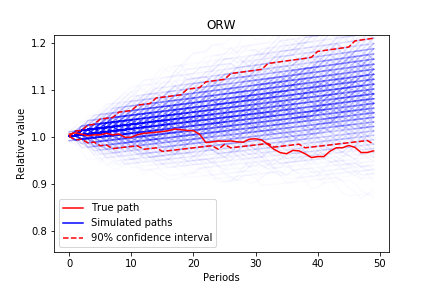 ORW
1.2
1.1
1.0
0.9
0.8
Relative value
True path
Simulated paths
90% confidence interval
0 10 20 30 40 50
Periods